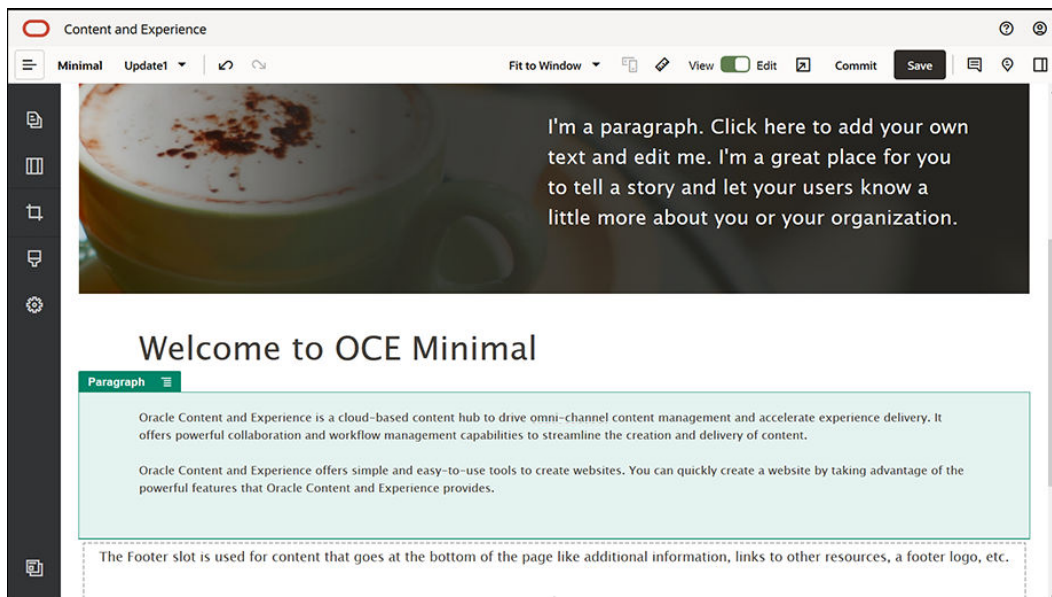 Content and Experience
Minimal Update1 Fit to Window View Edit Commit Save
I'm a paragraph. Click here to add your own
text and edit me. I'm a great place for you
to tell a story and let your users know a
little more about you or your organization.
Welcome to OCE Minimal
Paragraph
Oracle Content and Experience is a cloud-based content hub to drive omni-channel content management and accelerate experience delivery. It
offers powerful collaboration and workflow management capabilities to streamline the creation and delivery of content.
Oracle Content and Experience offers simple and easy-to-use tools to create websites. You can quickly create a website by taking advantage of the
powerful features that Oracle Content and Experience provides.
The Footer slot is used for content that goes at the bottom of the page like additional information, links to other resources, a footer logo, etc.